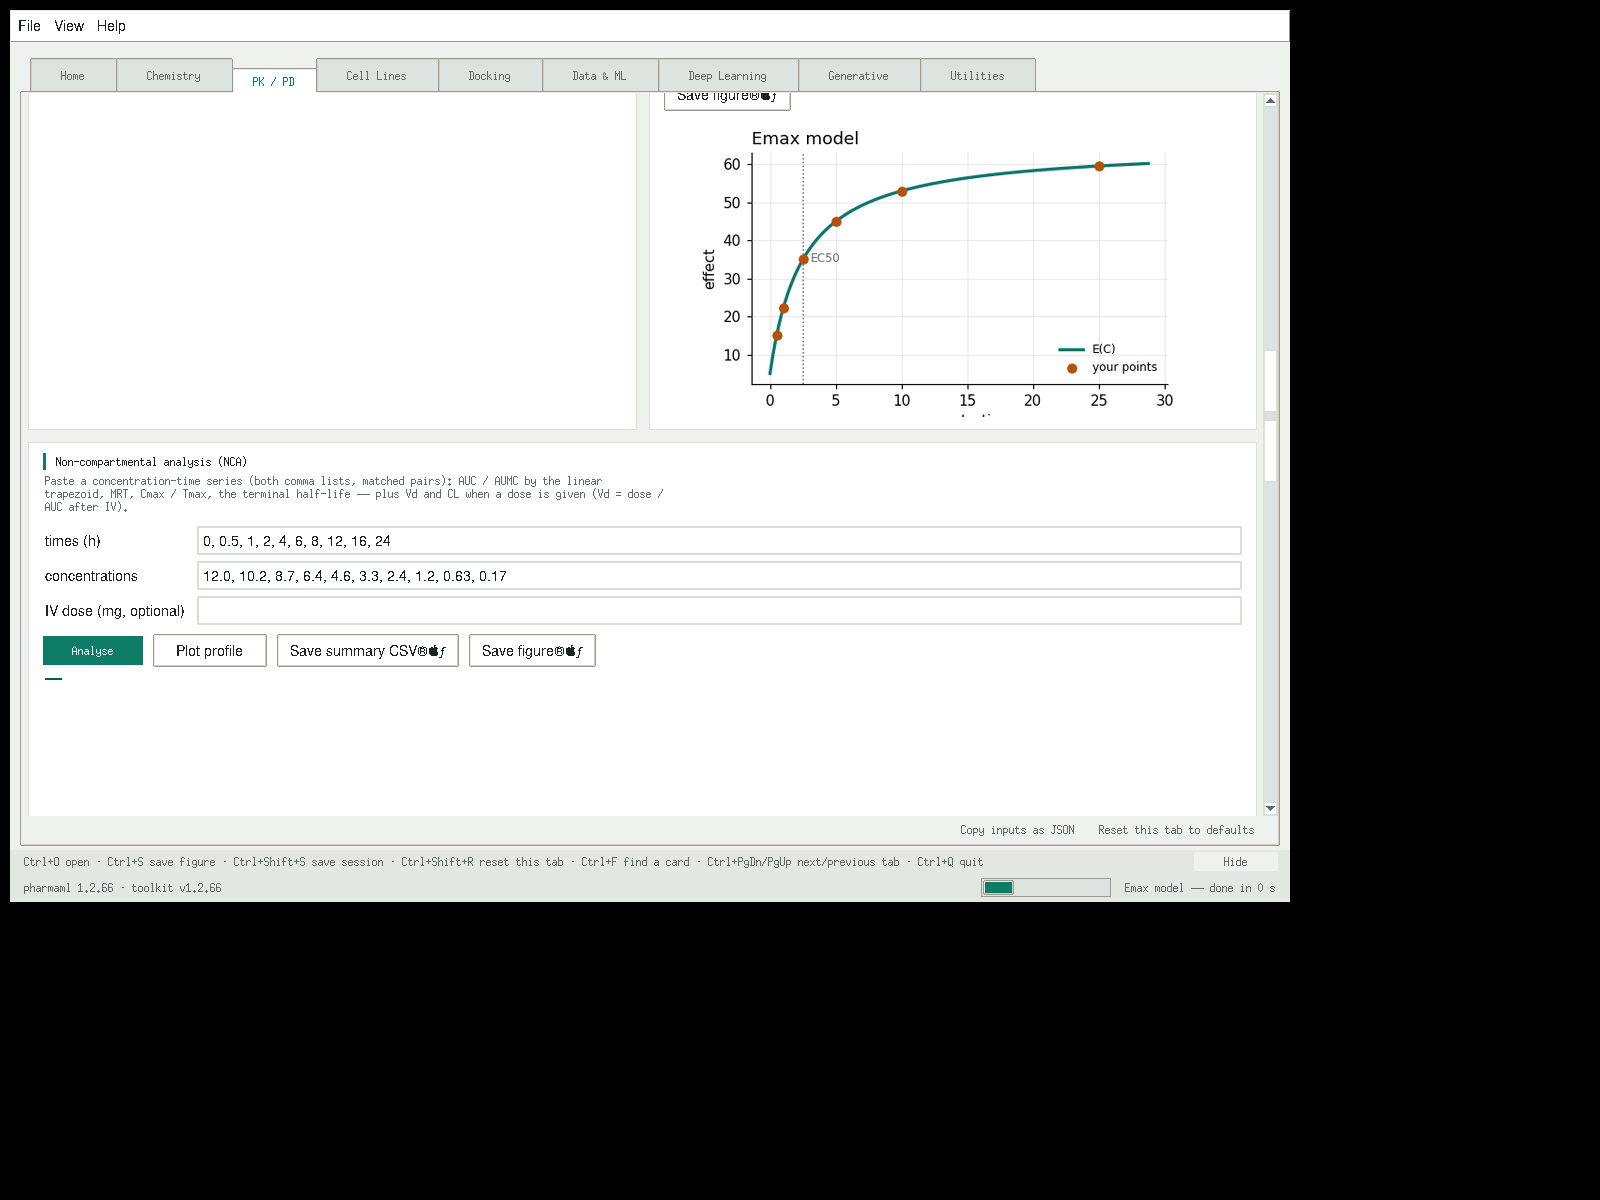 File View Help
Home Chemistry PK / PD Cell Lines Docking Data & ML Deep Learning Generative Utilities
Save figure®ƒ
Emax model
60
50
40
30
20
10
effect
EC50
E(C)
your points
0 5 10 15 20 25 30
Non-compartmental analysis (NCA)
Paste a concentration-time series (both comma lists, matched pairs): AUC / AUMC by the linear
trapezoid, MRT, Cmax / Tmax, the terminal half-life — plus Vd and CL when a dose is given (Vd = dose /
AUC after IV).
times (h) 0, 0.5, 1, 2, 4, 6, 8, 12, 16, 24
concentrations 12.0, 10.2, 8.7, 6.4, 4.6, 3.3, 2.4, 1.2, 0.63, 0.17
IV dose (mg, optional)
Analyse Plot profile Save summary CSV®ƒ Save figure®ƒ
—
Copy inputs as JSON Reset this tab to defaults
Ctrl+O open · Ctrl+S save figure · Ctrl+Shift+S save session · Ctrl+Shift+R reset this tab · Ctrl+F find a card · Ctrl+PgDn/PgUp next/previous tab · Ctrl+Q quit Hide
pharmaml 1.2.66 · toolkit v1.2.66 Emax model — done in 0 s